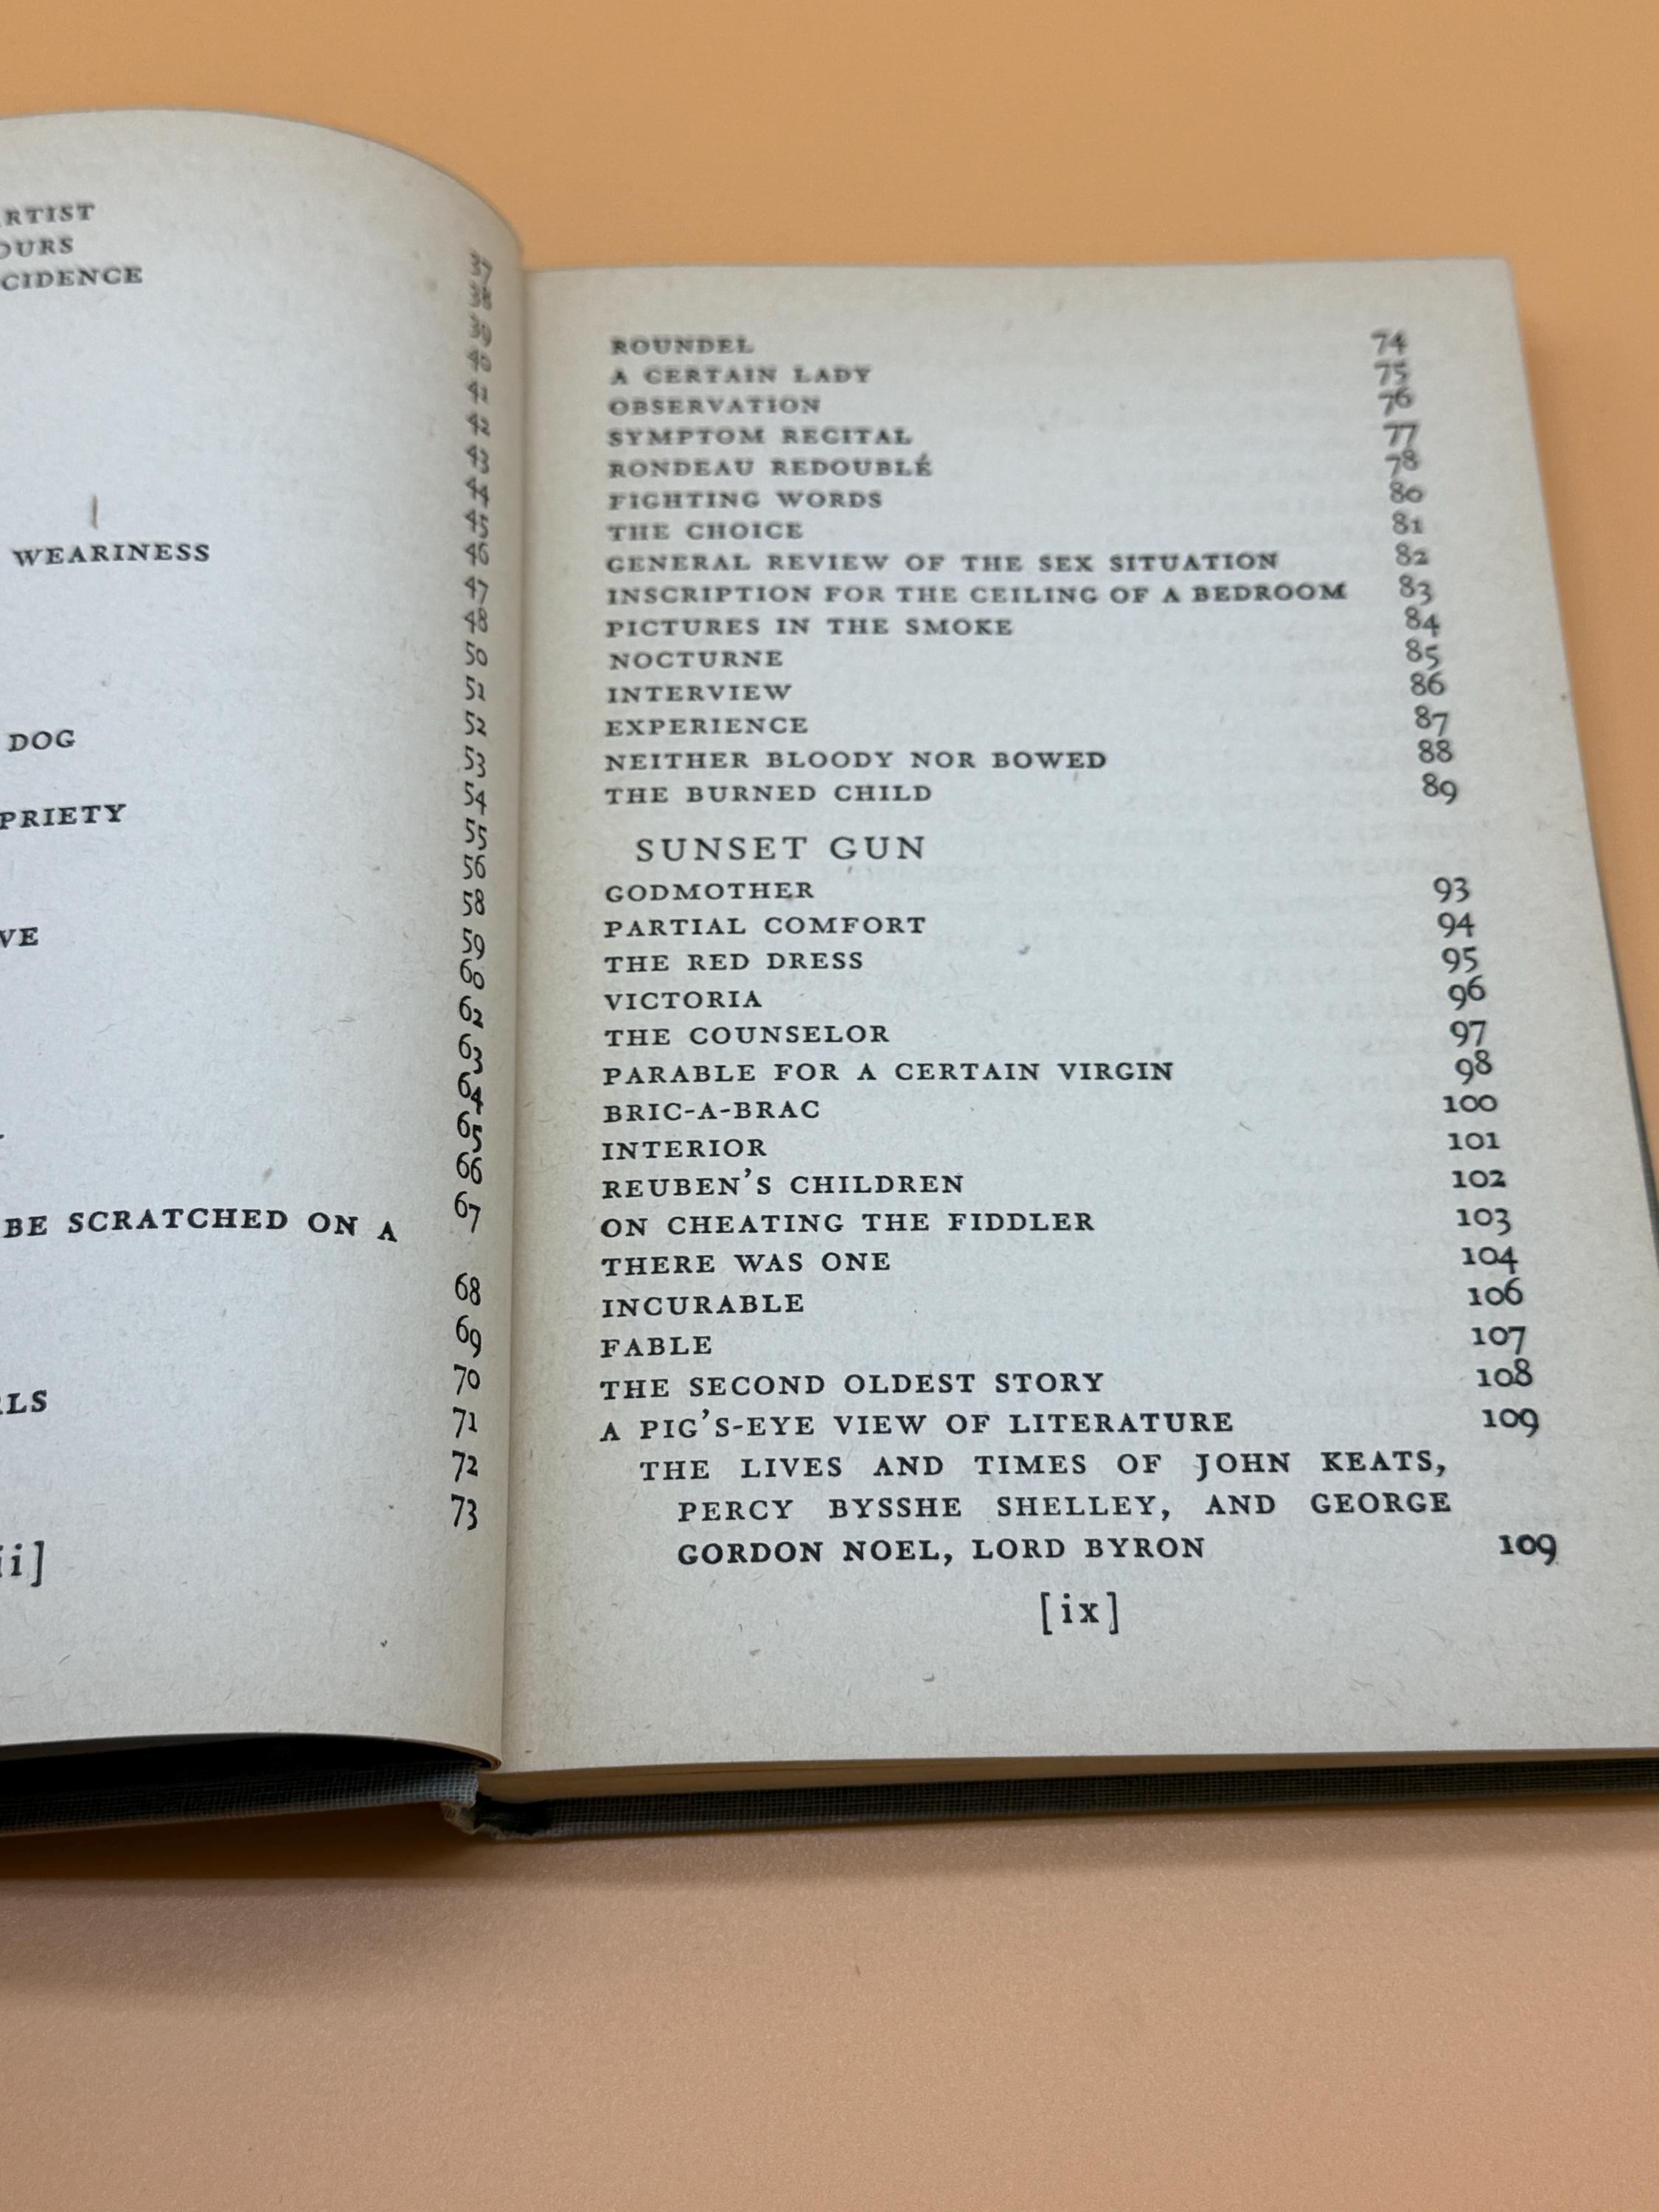 RTIST
OURS
CIDENCE
37
38
39
40
41
42
43
44
45
WEARINESS 46
47
48
50
51
DOG 52
53
54
PRIETY 55
56
58
VE 59
60
62
63
64
65
66
BE SCRATCHED ON A 67
68
69
70
RLS 71
72
73
ii]
ROUNDEL 74
A CERTAIN LADY 75
OBSERVATION 76
SYMPTOM RECITAL 77
RONDEAU REDOUBLÉ 78
FIGHTING WORDS 80
THE CHOICE 81
GENERAL REVIEW OF THE SEX SITUATION 82
INSCRIPTION FOR THE CEILING OF A BEDROOM 83
PICTURES IN THE SMOKE 84
NOCTURNE 85
INTERVIEW 86
EXPERIENCE 87
NEITHER BLOODY NOR BOWED 88
THE BURNED CHILD 89
SUNSET GUN
GODMOTHER 93
PARTIAL COMFORT 94
THE RED DRESS 95
VICTORIA 96
THE COUNSELOR 97
PARABLE FOR A CERTAIN VIRGIN 98
BRIC-A-BRAC 100
INTERIOR 101
REUBEN'S CHILDREN 102
ON CHEATING THE FIDDLER 103
THERE WAS ONE 104
INCURABLE 106
FABLE 107
THE SECOND OLDEST STORY 108
A PIG'S-EYE VIEW OF LITERATURE 109
THE LIVES AND TIMES OF JOHN KEATS,
PERCY BYSSHE SHELLEY, AND GEORGE
GORDON NOEL, LORD BYRON 109
[ix]